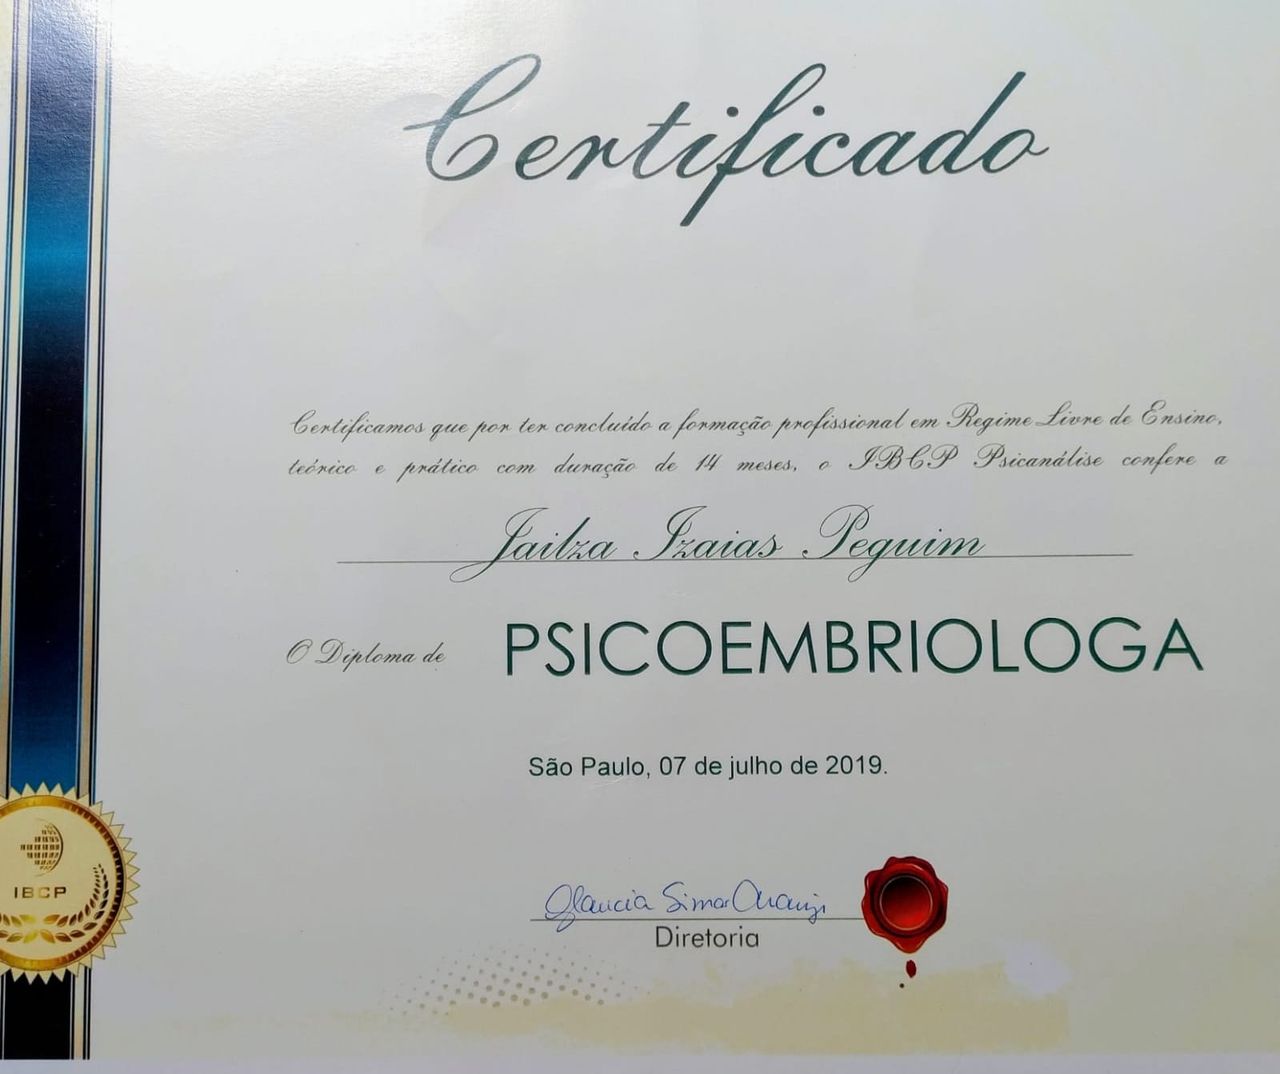 Certificado
Certificamos que por ter concluído a formação profissional em Regime Livre de Ensino,
teórico e prático com duração de 14 meses, o IBCP Psicanálise confere a
Jailza Izaias Peguim
O Diploma de PSICOEMBRIOLOGA
São Paulo, 07 de julho de 2019.
IBCP
Glaucia Simar
Diretoria